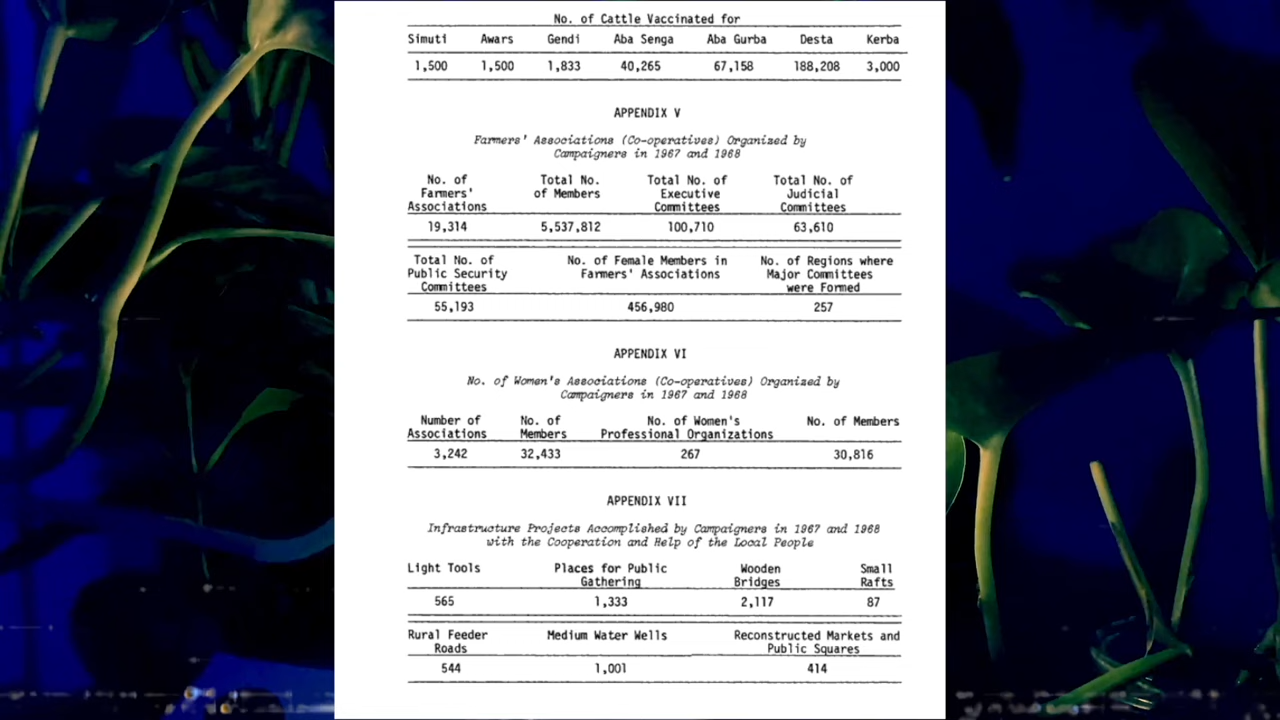 No. of Cattle Vaccinated for
Simuti Awars Gendi Aba Senga Aba Gurba Desta Kerba
1,500 1,500 1,833 40,265 67,158 188,208 3,000
APPENDIX V
Farmers' Associations (Co-operatives) Organized by
Campaigners in 1967 and 1968
No. of Total No. Total No. of Total No. of
Farmers' of Members Executive Judicial
Associations Committees Committees
19,314 5,537,812 100,710 63,610
Total No. of No. of Female Members in No. of Regions where
Public Security Farmers' Associations Major Committees
Committees were Formed
55,193 456,980 257
APPENDIX VI
No. of Women's Associations (Co-operatives) Organized by
Campaigners in 1967 and 1968
Number of No. of No. of Women's No. of Members
Associations Members Professional Organizations
3,242 32,433 267 30,816
APPENDIX VII
Infrastructure Projects Accomplished by Campaigners in 1967 and 1968
with the Cooperation and Help of the Local People
Light Tools Places for Public Wooden Small
Gathering Bridges Rafts
565 1,333 2,117 87
Rural Feeder Medium Water Wells Reconstructed Markets and
Roads Public Squares
544 1,001 414